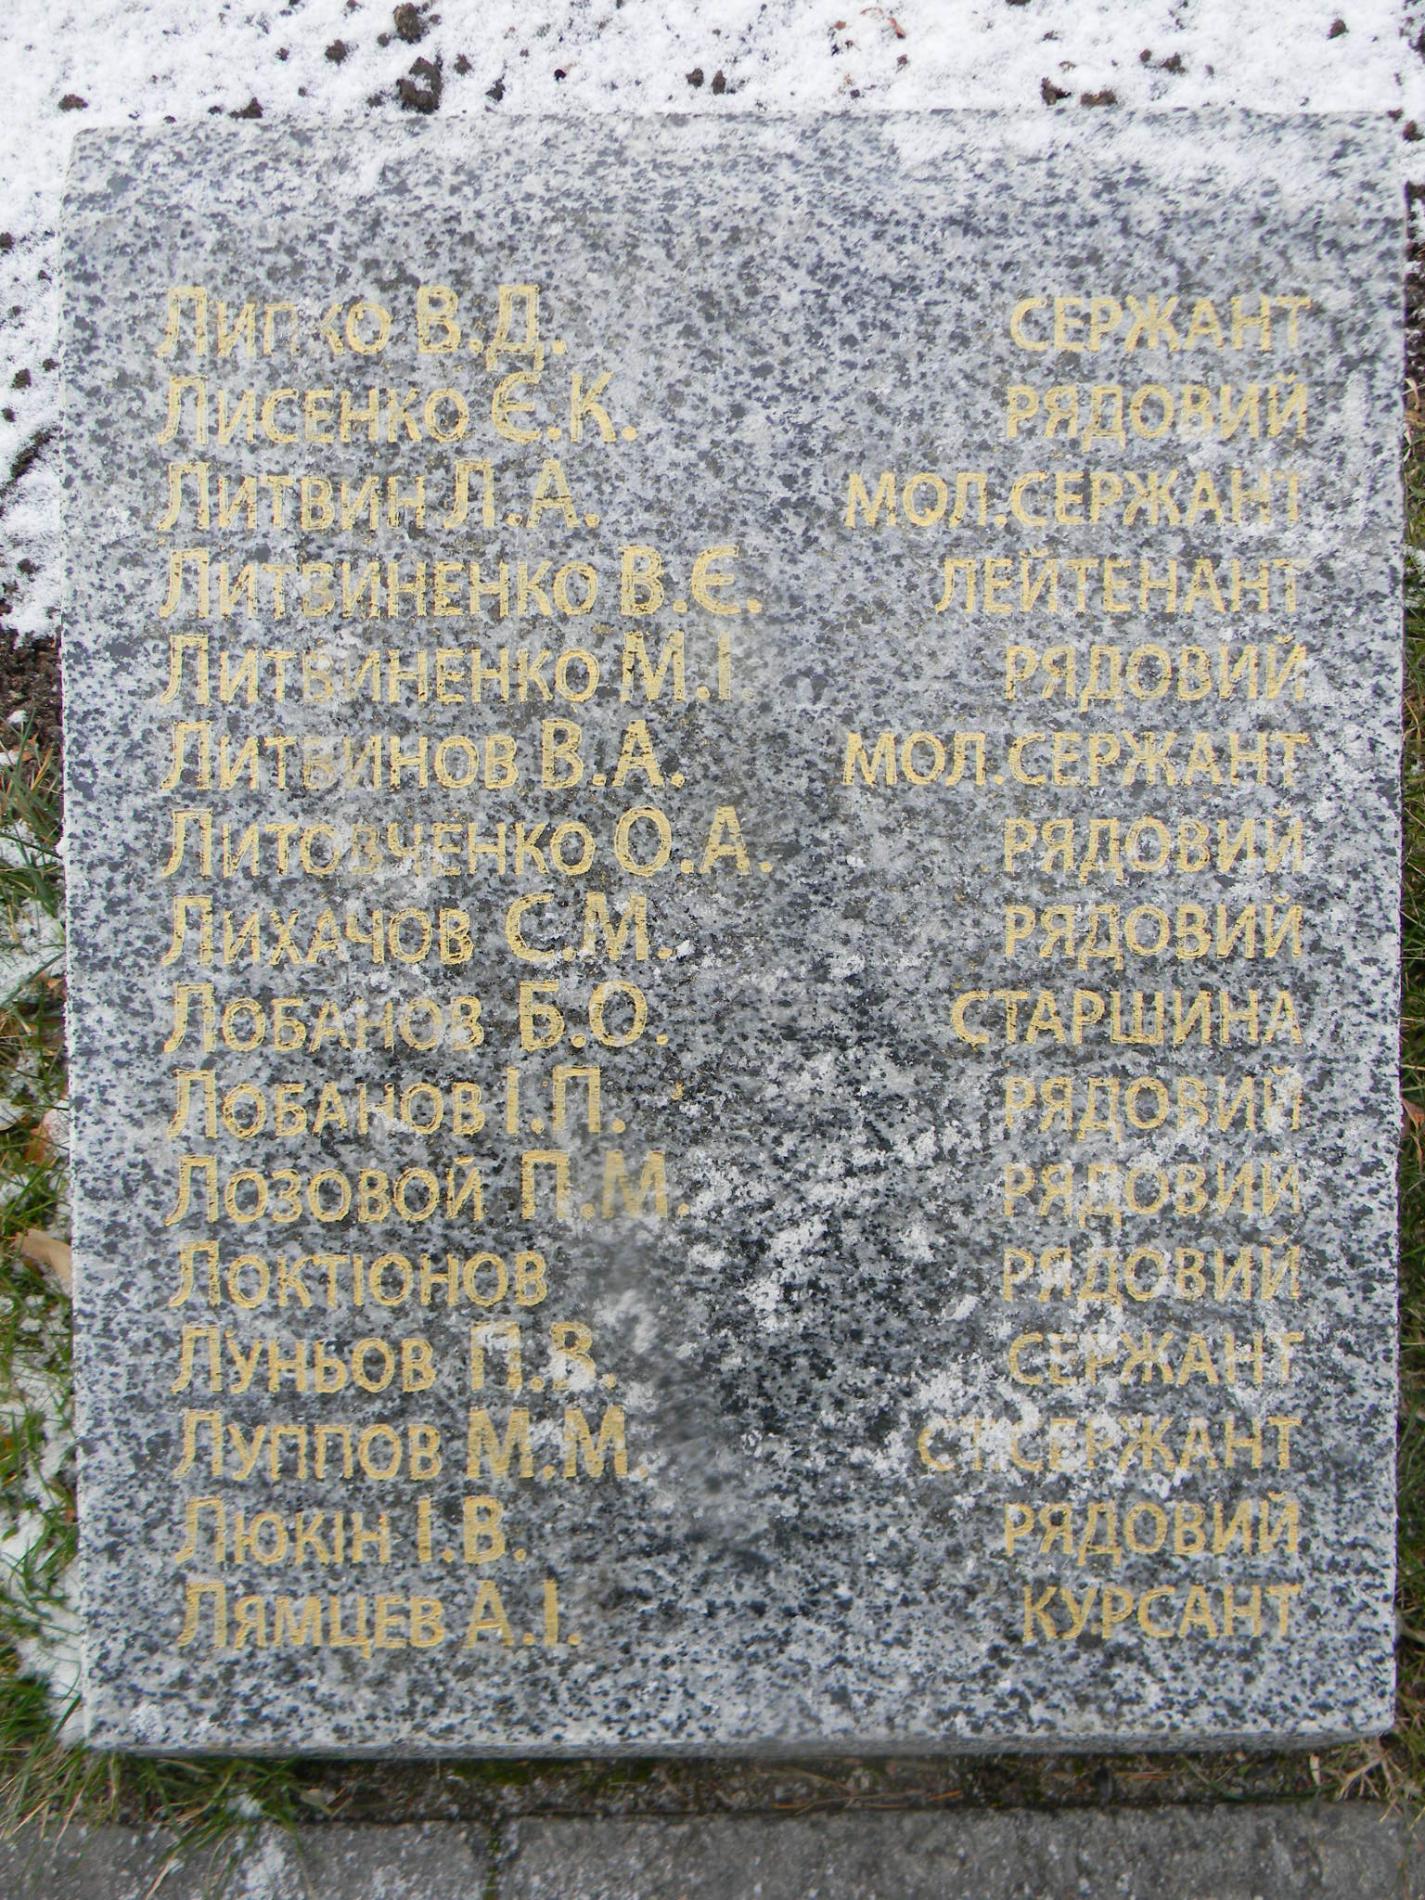 Липко В.Д. СЕРЖАНТ
Лисенко Є.К. РЯДОВИЙ
Литвин Л.А. МОЛ.СЕРЖАНТ
Литвиненко В.Є. ЛЕЙТЕНАНТ
Литвиненко М.І. РЯДОВИЙ
Литвинов В.А. МОЛ.СЕРЖАНТ
Литовченко О.А. РЯДОВИЙ
Лихачов С.М. РЯДОВИЙ
Лобанов Б.О. СТАРШИНА
Лобанов І.П. РЯДОВИЙ
Лозовой П.М. РЯДОВИЙ
Локтіонов РЯДОВИЙ
Луньов П.В. СЕРЖАНТ
Луппов М.М. СТ.СЕРЖАНТ
Люкін І.В. РЯДОВИЙ
Лямцев А.І. КУРСАНТ